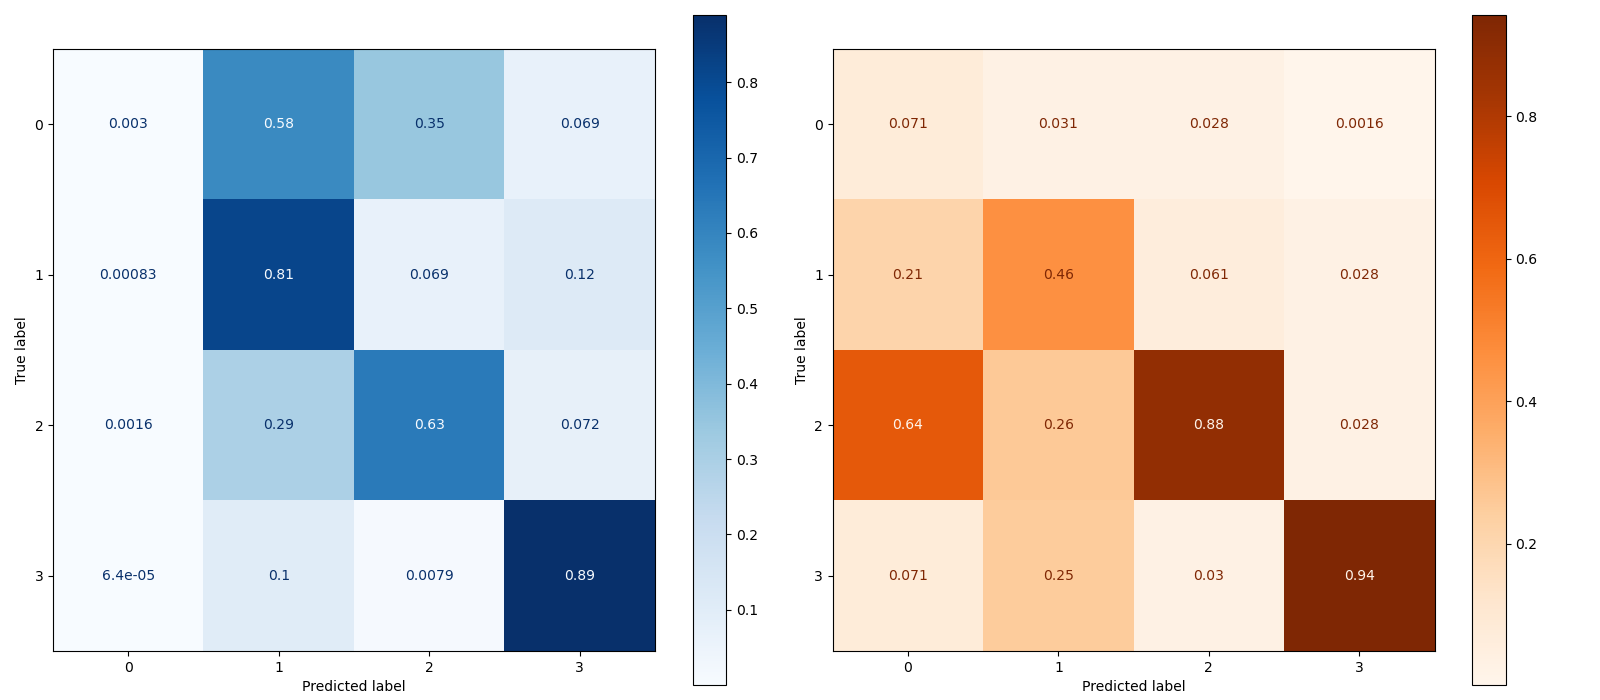 0 0.003 0.58 0.35 0.069
1 0.00083 0.81 0.069 0.12
2 0.0016 0.29 0.63 0.072
3 6.4e-05 0.1 0.0079 0.89
0 1 2 3
Predicted label
True label
0.8
0.7
0.6
0.5
0.4
0.3
0.2
0.1
0 0.071 0.031 0.028 0.0016
1 0.21 0.46 0.061 0.028
2 0.64 0.26 0.88 0.028
3 0.071 0.25 0.03 0.94
0 1 2 3
Predicted label
True label
0.8
0.6
0.4
0.2